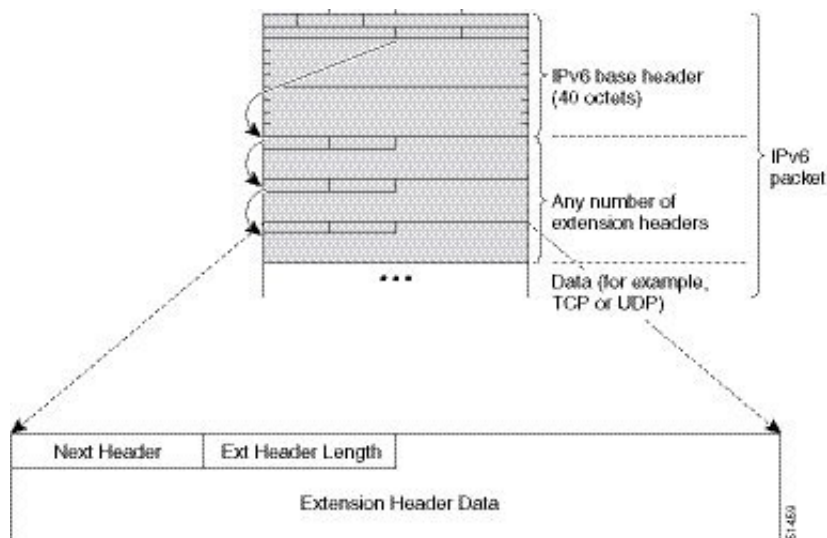 IPv6 base header
(40 octets)
IPv6
packet
Any number of
extension headers
Data (for example,
TCP or UDP)
Next Header
Ext Header Length
Extension Header Data
51459